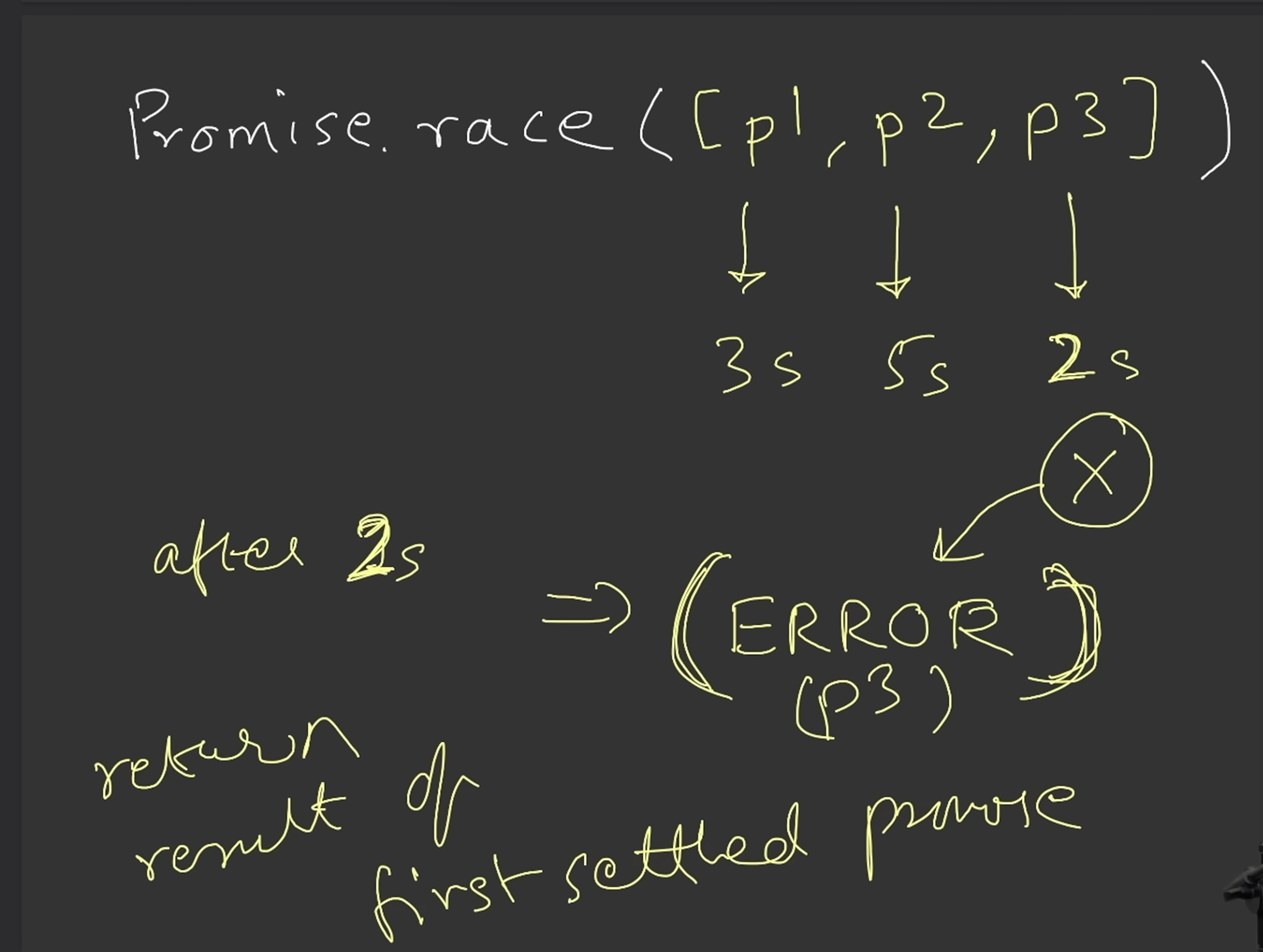 Promise.race([p1, p2, p3])
3s 5s 2s
X
after 2s
=> (ERROR)
(p3)
return
result of
first settled promise